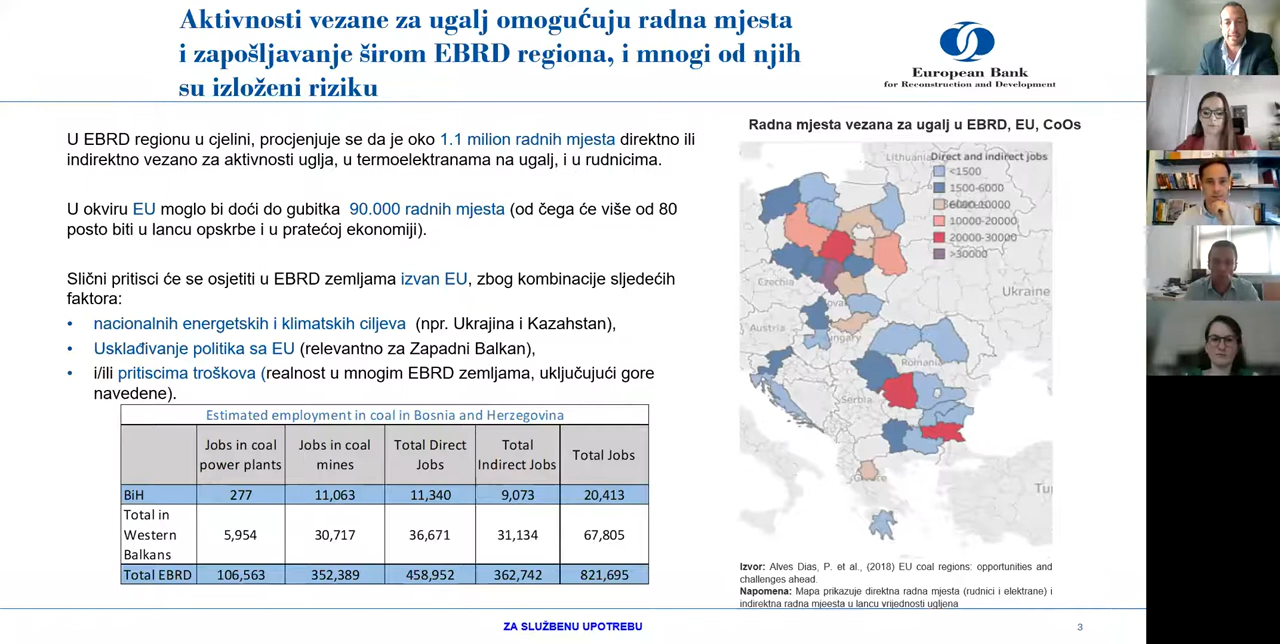 Aktivnosti vezane za ugalj omogućuju radna mjesta
i zapošljavanje širom EBRD regiona, i mnogi od njih
su izloženi riziku
European Bank
for Reconstruction and Development
U EBRD regionu u cjelini, procjenjuje se da je oko 1.1 milion radnih mjesta direktno ili
indirektno vezano za aktivnosti uglja, u termoelektranama na ugalj, i u rudnicima.
U okviru EU moglo bi doći do gubitka 90.000 radnih mjesta (od čega će više od 80
posto biti u lancu opskrbe i u pratećoj ekonomiji).
Slični pritisci će se osjetiti u EBRD zemljama izvan EU, zbog kombinacije sljedećih
faktora:
• nacionalnih energetskih i klimatskih ciljeva (npr. Ukrajina i Kazahstan),
• Usklađivanje politika sa EU (relevantno za Zapadni Balkan),
• i/ili pritiscima troškova (realnost u mnogim EBRD zemljama, uključujući gore
navedene).
Estimated employment in coal in Bosnia and Herzegovina
Jobs in coal power plants Jobs in coal mines Total Direct Jobs Total Indirect Jobs Total Jobs
BiH 277 11,063 11,340 9,073 20,413
Total in Western Balkans 5,954 30,717 36,671 31,134 67,805
Total EBRD 106,563 352,389 458,952 362,742 821,695
Radna mjesta vezana za ugalj u EBRD, EU, CoOs
Lithuania
Direct and indirect jobs
<1500
1500-6000
6000-10000
10000-20000
20000-30000
>30000
Czechia
Ukraine
Austria
Romania
Serbia
Greece
Izvor: Alves Dias, P. et al., (2018) EU coal regions: opportunities and
challenges ahead.
Napomena: Mapa prikazuje direktna radna mjesta (rudnici i elektrane) i
indirektna radna mjeesta u lancu vrijednosti ugljena
ZA SLUŽBENU UPOTREBU
3